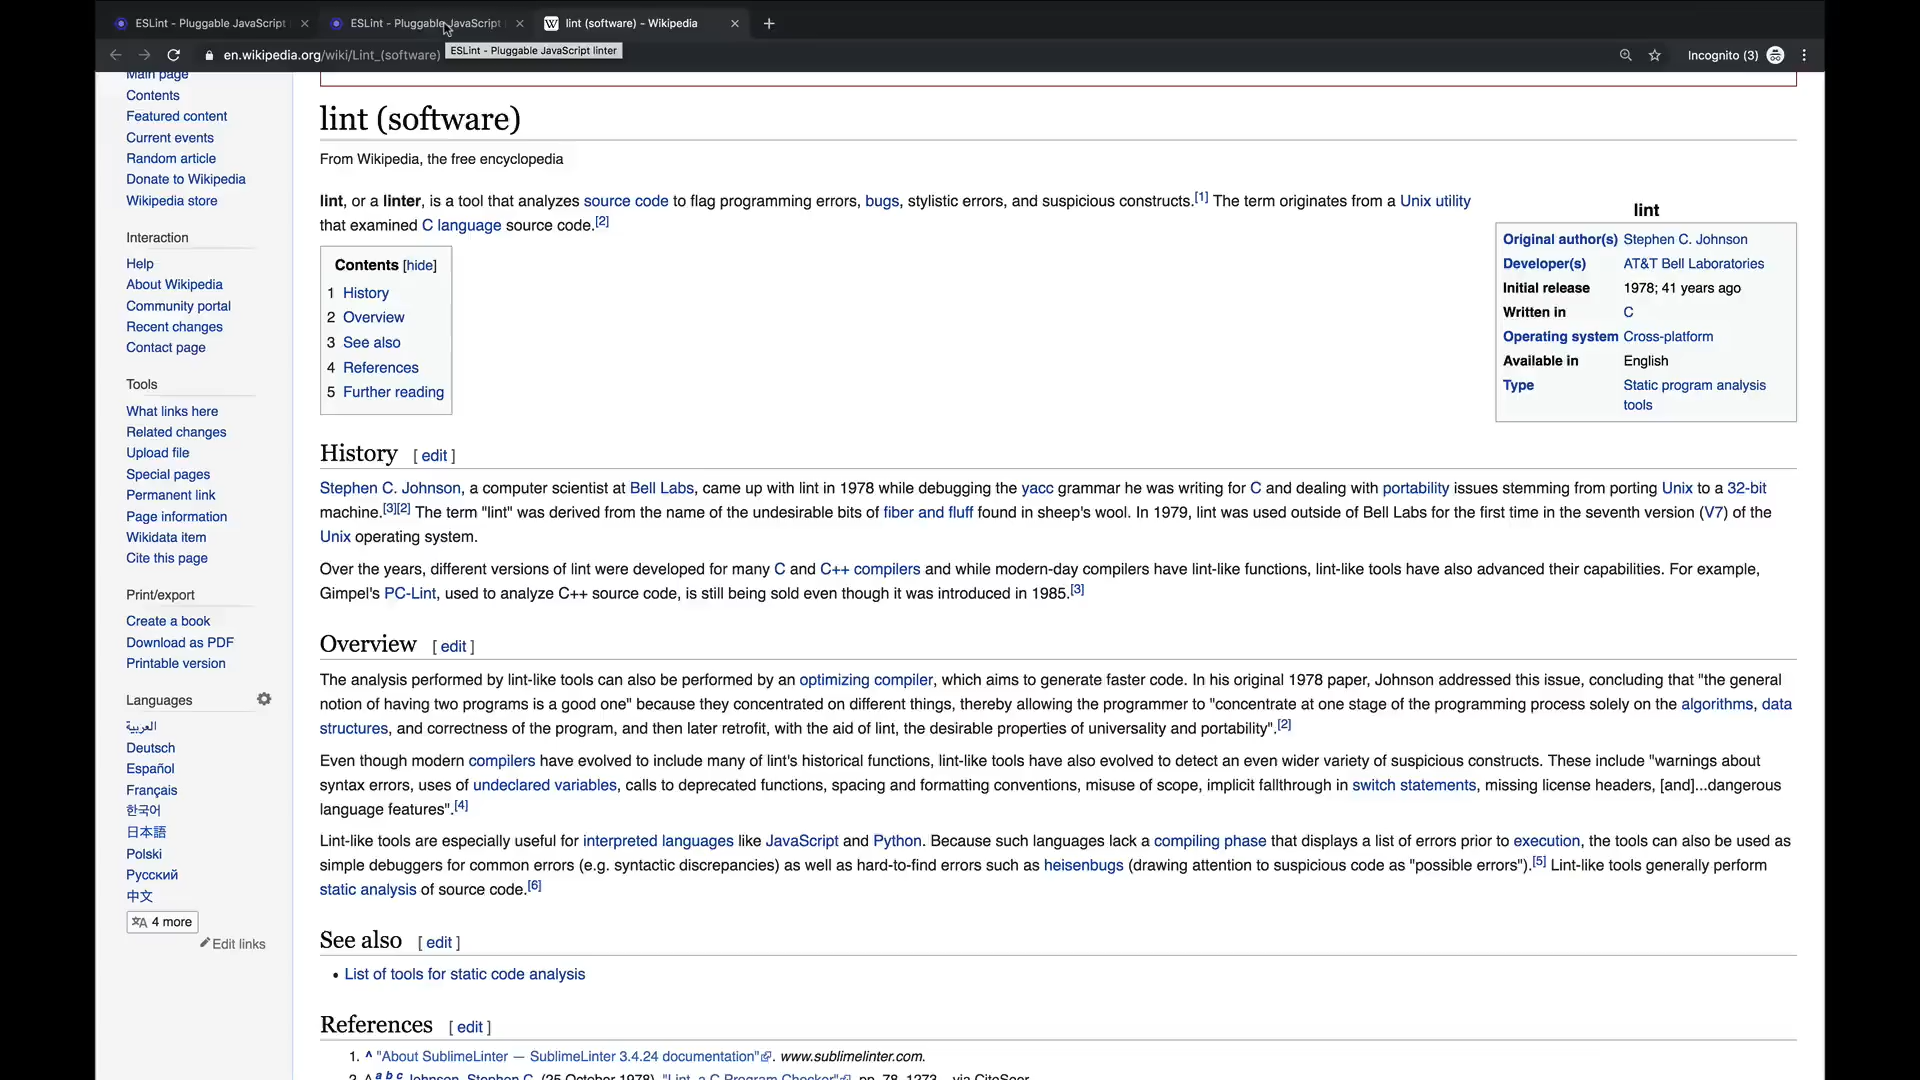 ESLint - Pluggable JavaScript
ESLint - Pluggable JavaScript
lint (software) - Wikipedia
en.wikipedia.org/wiki/Lint_(software)
ESLint - Pluggable JavaScript linter
Incognito (3)
Main page
Contents
Featured content
Current events
Random article
Donate to Wikipedia
Wikipedia store
Interaction
Help
About Wikipedia
Community portal
Recent changes
Contact page
Tools
What links here
Related changes
Upload file
Special pages
Permanent link
Page information
Wikidata item
Cite this page
Print/export
Create a book
Download as PDF
Printable version
Languages
العربية
Deutsch
Español
Français
한국어
日本語
Polski
Русский
中文
4 more
Edit links
lint (software)
From Wikipedia, the free encyclopedia
lint, or a linter, is a tool that analyzes source code to flag programming errors, bugs, stylistic errors, and suspicious constructs.[1] The term originates from a Unix utility
that examined C language source code.[2]
Contents [hide]
1 History
2 Overview
3 See also
4 References
5 Further reading
lint
Original author(s) Stephen C. Johnson
Developer(s) AT&T Bell Laboratories
Initial release 1978; 41 years ago
Written in C
Operating system Cross-platform
Available in English
Type Static program analysis
tools
History [ edit ]
Stephen C. Johnson, a computer scientist at Bell Labs, came up with lint in 1978 while debugging the yacc grammar he was writing for C and dealing with portability issues stemming from porting Unix to a 32-bit
machine.[3][2] The term "lint" was derived from the name of the undesirable bits of fiber and fluff found in sheep's wool. In 1979, lint was used outside of Bell Labs for the first time in the seventh version (V7) of the
Unix operating system.
Over the years, different versions of lint were developed for many C and C++ compilers and while modern-day compilers have lint-like functions, lint-like tools have also advanced their capabilities. For example,
Gimpel's PC-Lint, used to analyze C++ source code, is still being sold even though it was introduced in 1985.[3]
Overview [ edit ]
The analysis performed by lint-like tools can also be performed by an optimizing compiler, which aims to generate faster code. In his original 1978 paper, Johnson addressed this issue, concluding that "the general
notion of having two programs is a good one" because they concentrated on different things, thereby allowing the programmer to "concentrate at one stage of the programming process solely on the algorithms, data
structures, and correctness of the program, and then later retrofit, with the aid of lint, the desirable properties of universality and portability".[2]
Even though modern compilers have evolved to include many of lint's historical functions, lint-like tools have also evolved to detect an even wider variety of suspicious constructs. These include "warnings about
syntax errors, uses of undeclared variables, calls to deprecated functions, spacing and formatting conventions, misuse of scope, implicit fallthrough in switch statements, missing license headers, [and]...dangerous
language features".[4]
Lint-like tools are especially useful for interpreted languages like JavaScript and Python. Because such languages lack a compiling phase that displays a list of errors prior to execution, the tools can also be used as
simple debuggers for common errors (e.g. syntactic discrepancies) as well as hard-to-find errors such as heisenbugs (drawing attention to suspicious code as "possible errors").[5] Lint-like tools generally perform
static analysis of source code.[6]
See also [ edit ]
• List of tools for static code analysis
References [ edit ]
1. ^ "About SublimeLinter — SublimeLinter 3.4.24 documentation". www.sublimelinter.com.
2. ^ a b c Johnson, Stephen C. (25 October 1978). "Lint, a C Program Checker". pp. 78–1273 – via CiteSeer.